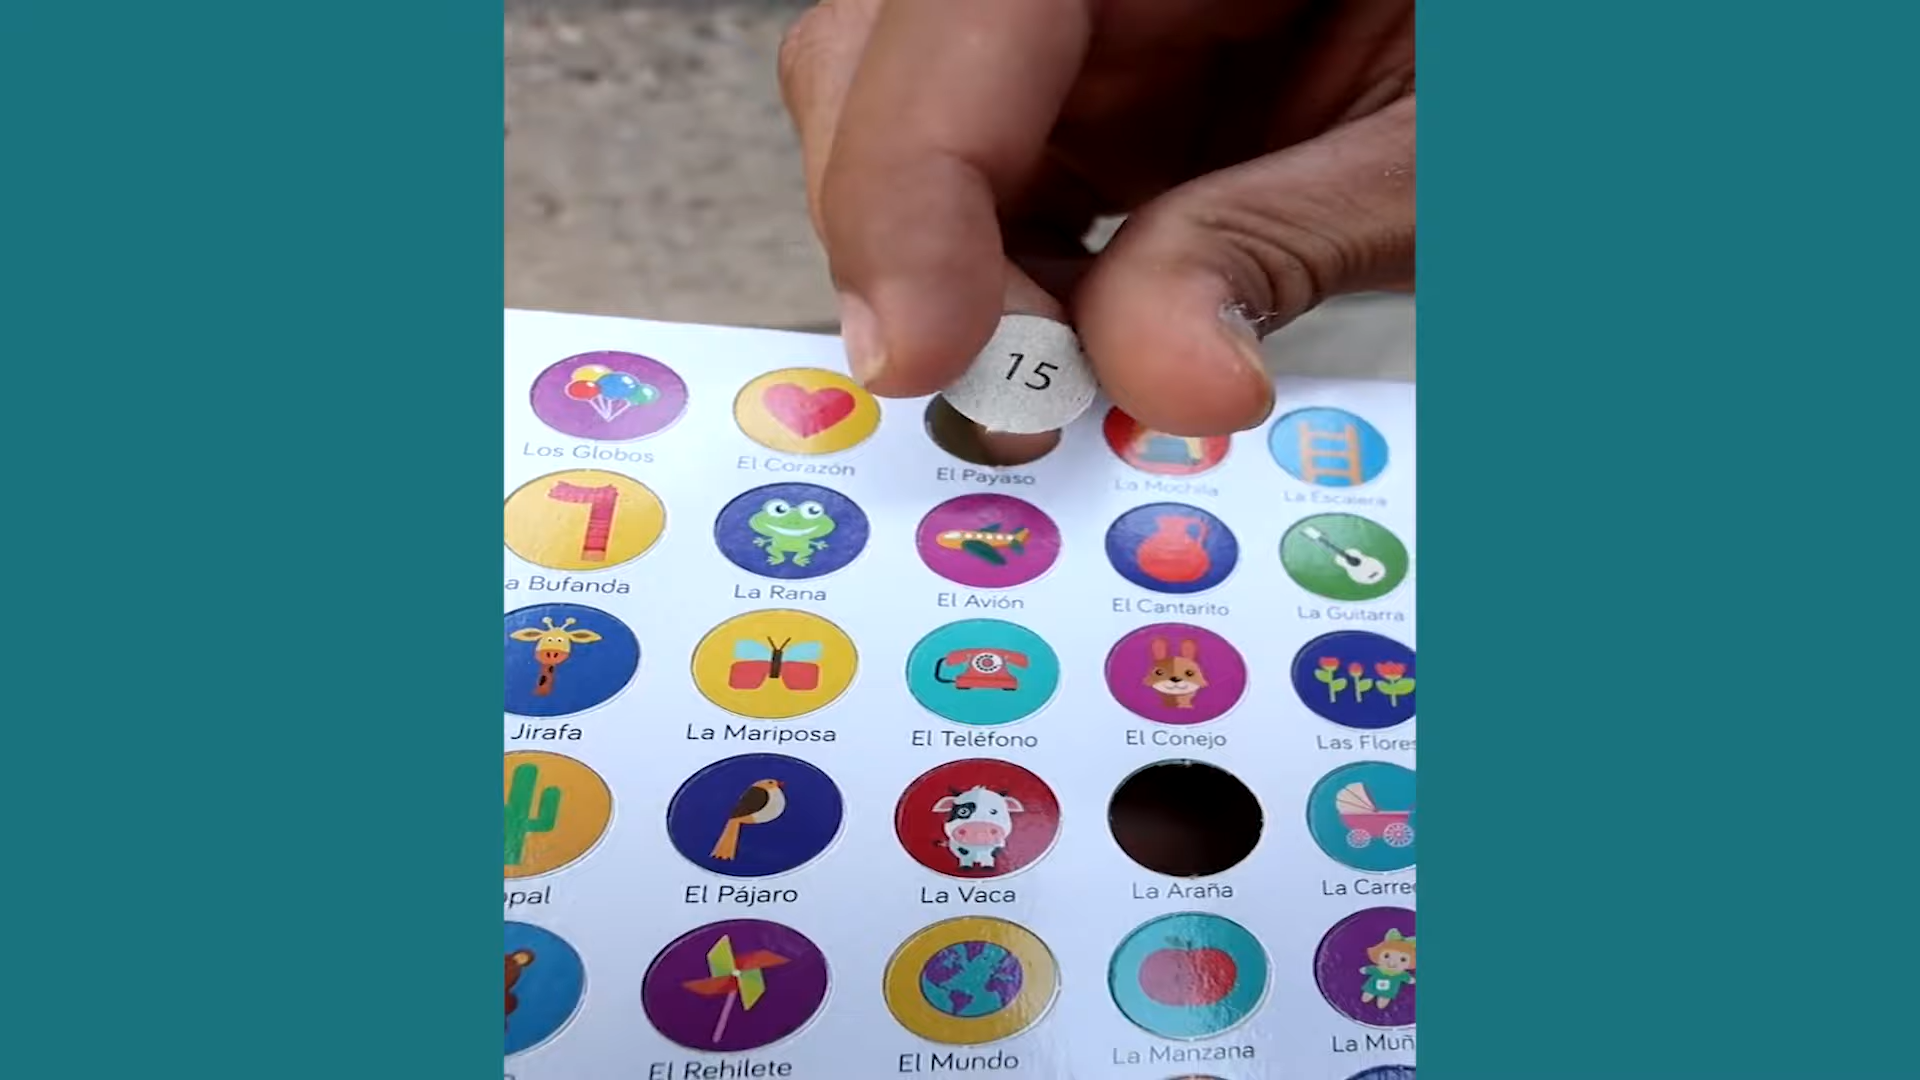 15
Los Globos
El Corazón
El Payaso
La Mochila
La Escalera
a Bufanda
La Rana
El Avión
El Cantarito
La Guitarra
Jirafa
La Mariposa
El Teléfono
El Conejo
Las Flores
opal
El Pájaro
La Vaca
La Araña
La Carre
El Rehilete
El Mundo
La Manzana
La Muñ